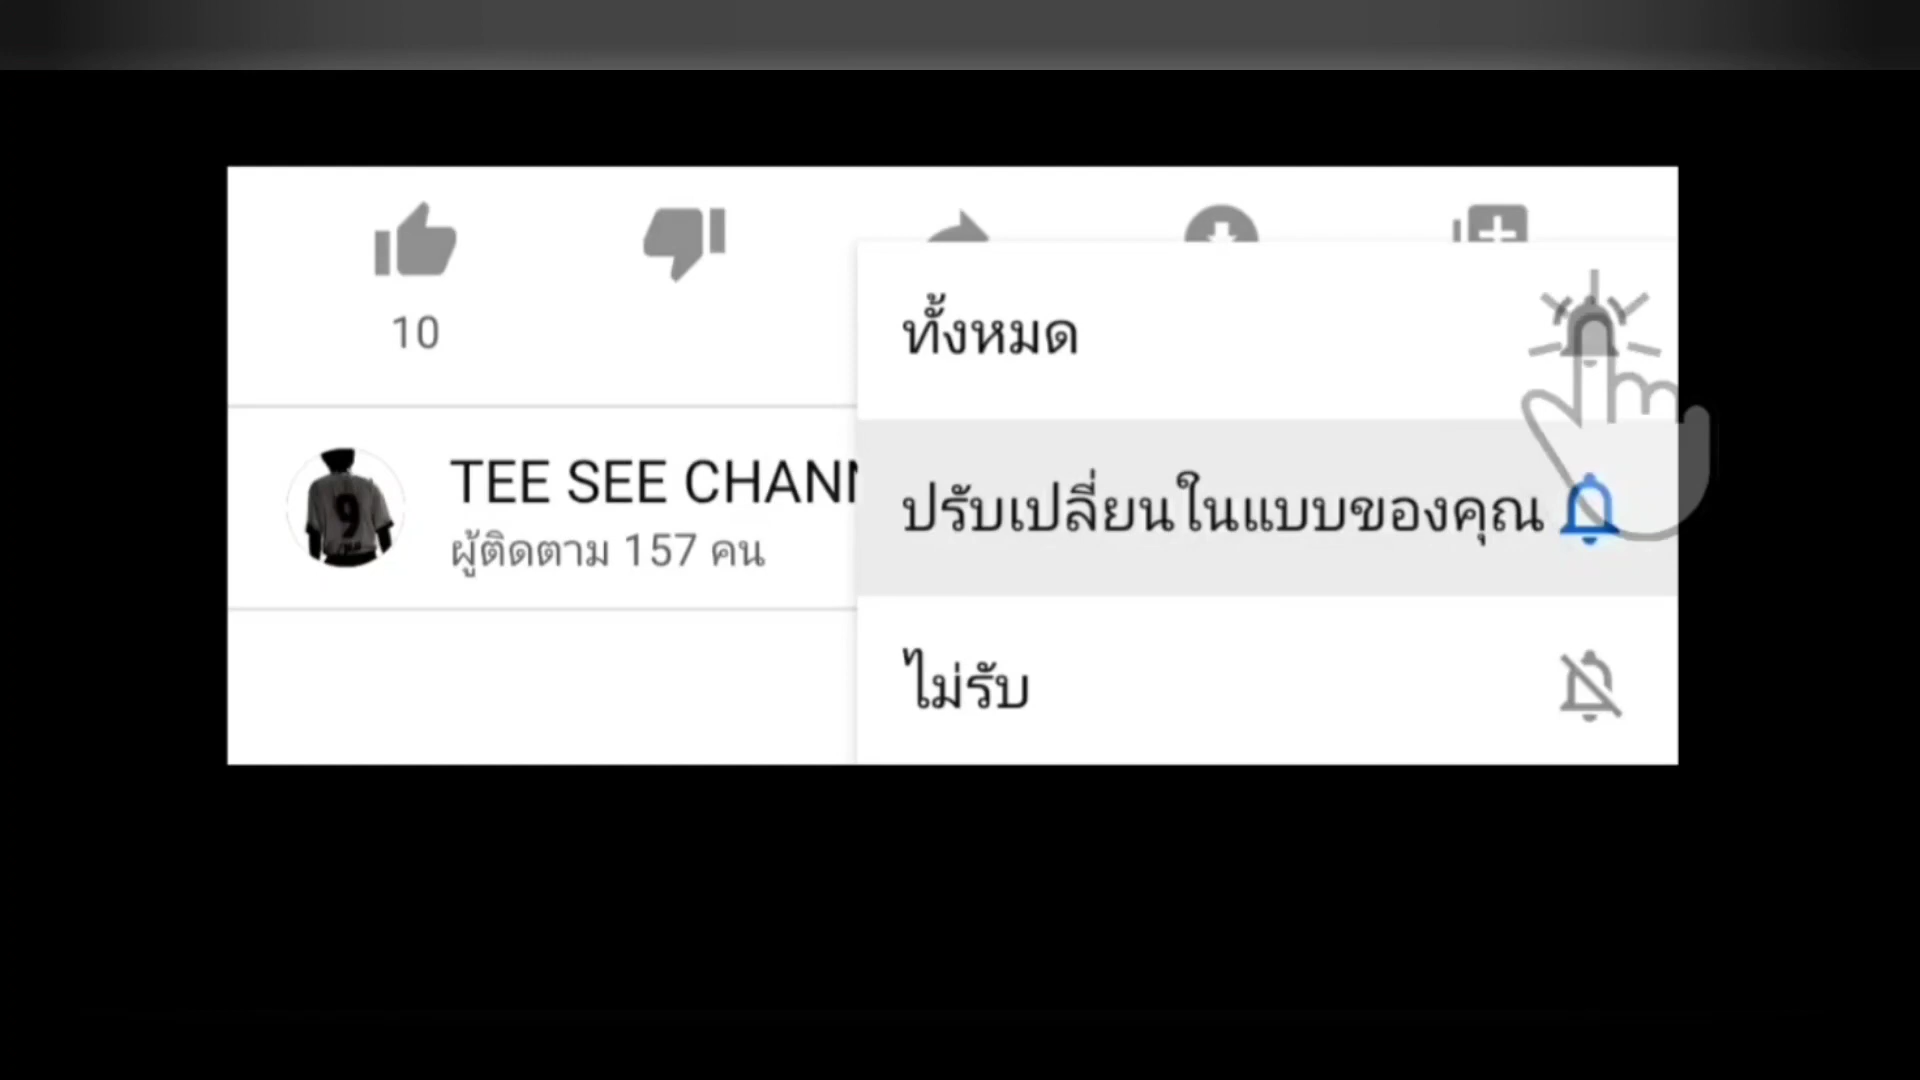 10
TEE SEE CHANN
ผู้ติดตาม 157 คน
ทั้งหมด
ปรับเปลี่ยนในแบบของคุณ
ไม่รับ
9